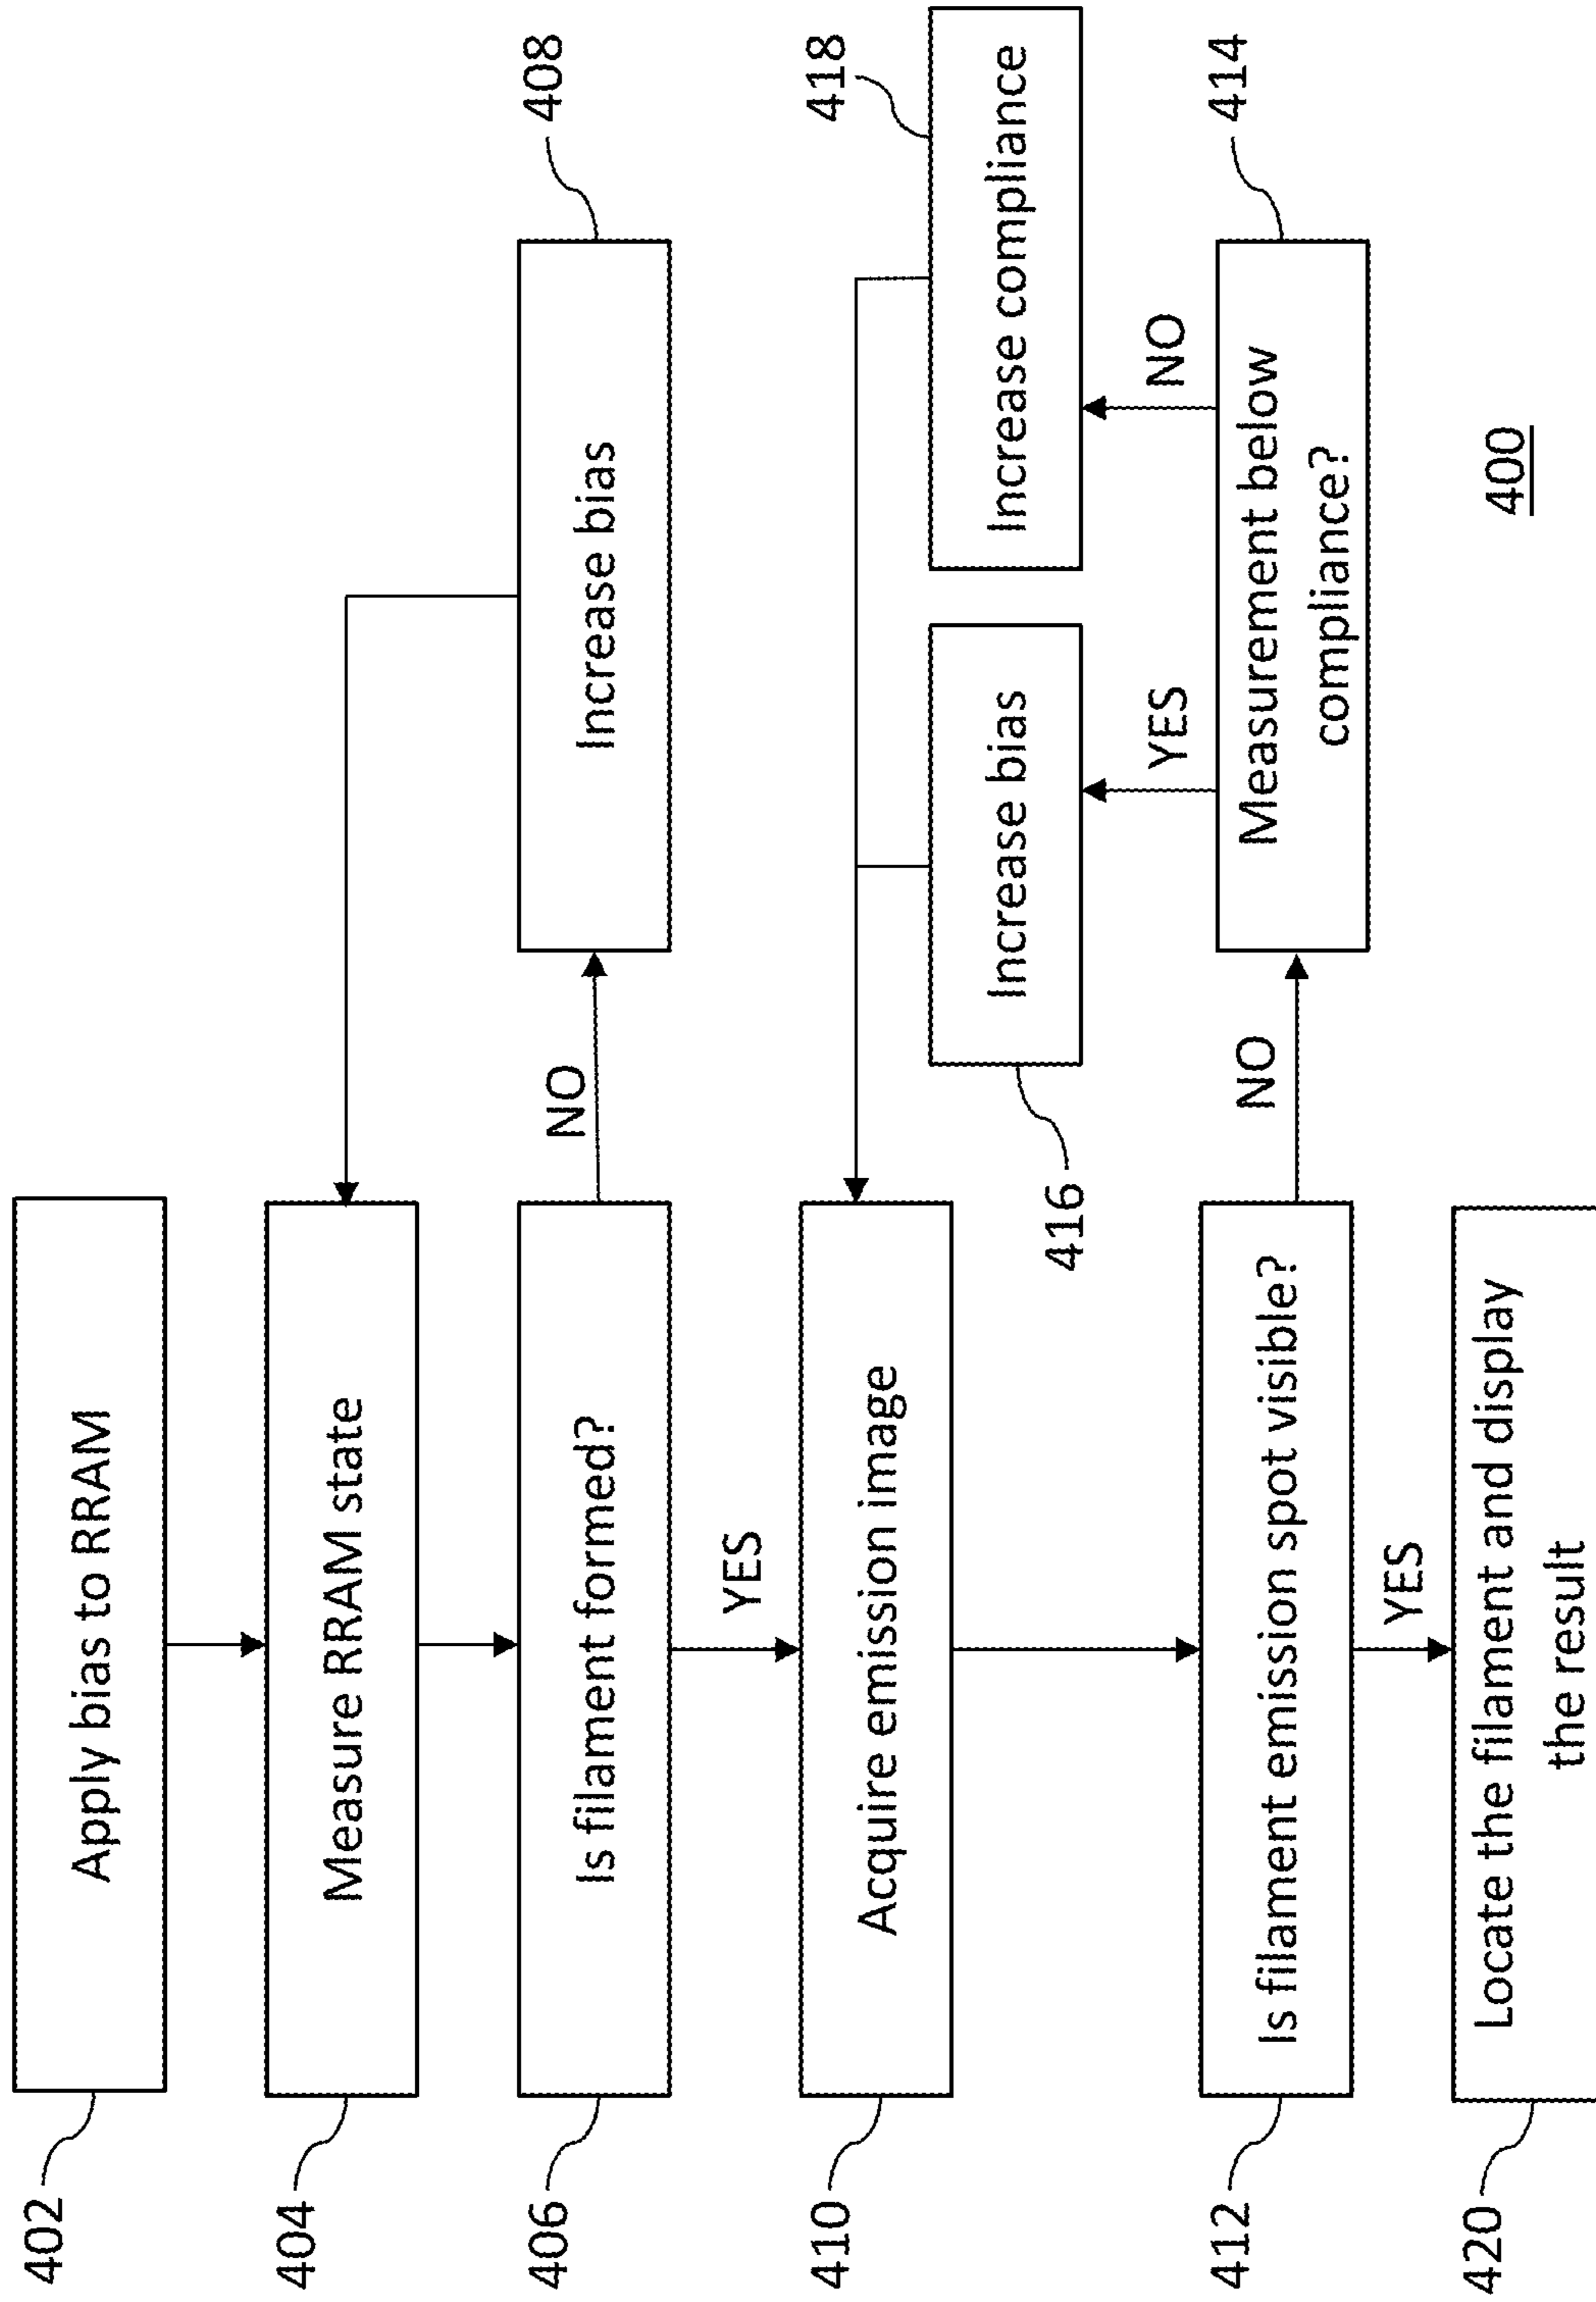 402
Apply bias to RRAM
404
Measure RRAM state
406
Is filament formed?
NO
Increase bias
408
YES
410
Acquire emission image
416
Increase bias
Increase compliance
418
YES
NO
412
Is filament emission spot visible?
NO
Measurement below
compliance?
414
YES
420
Locate the filament and display
the result
400